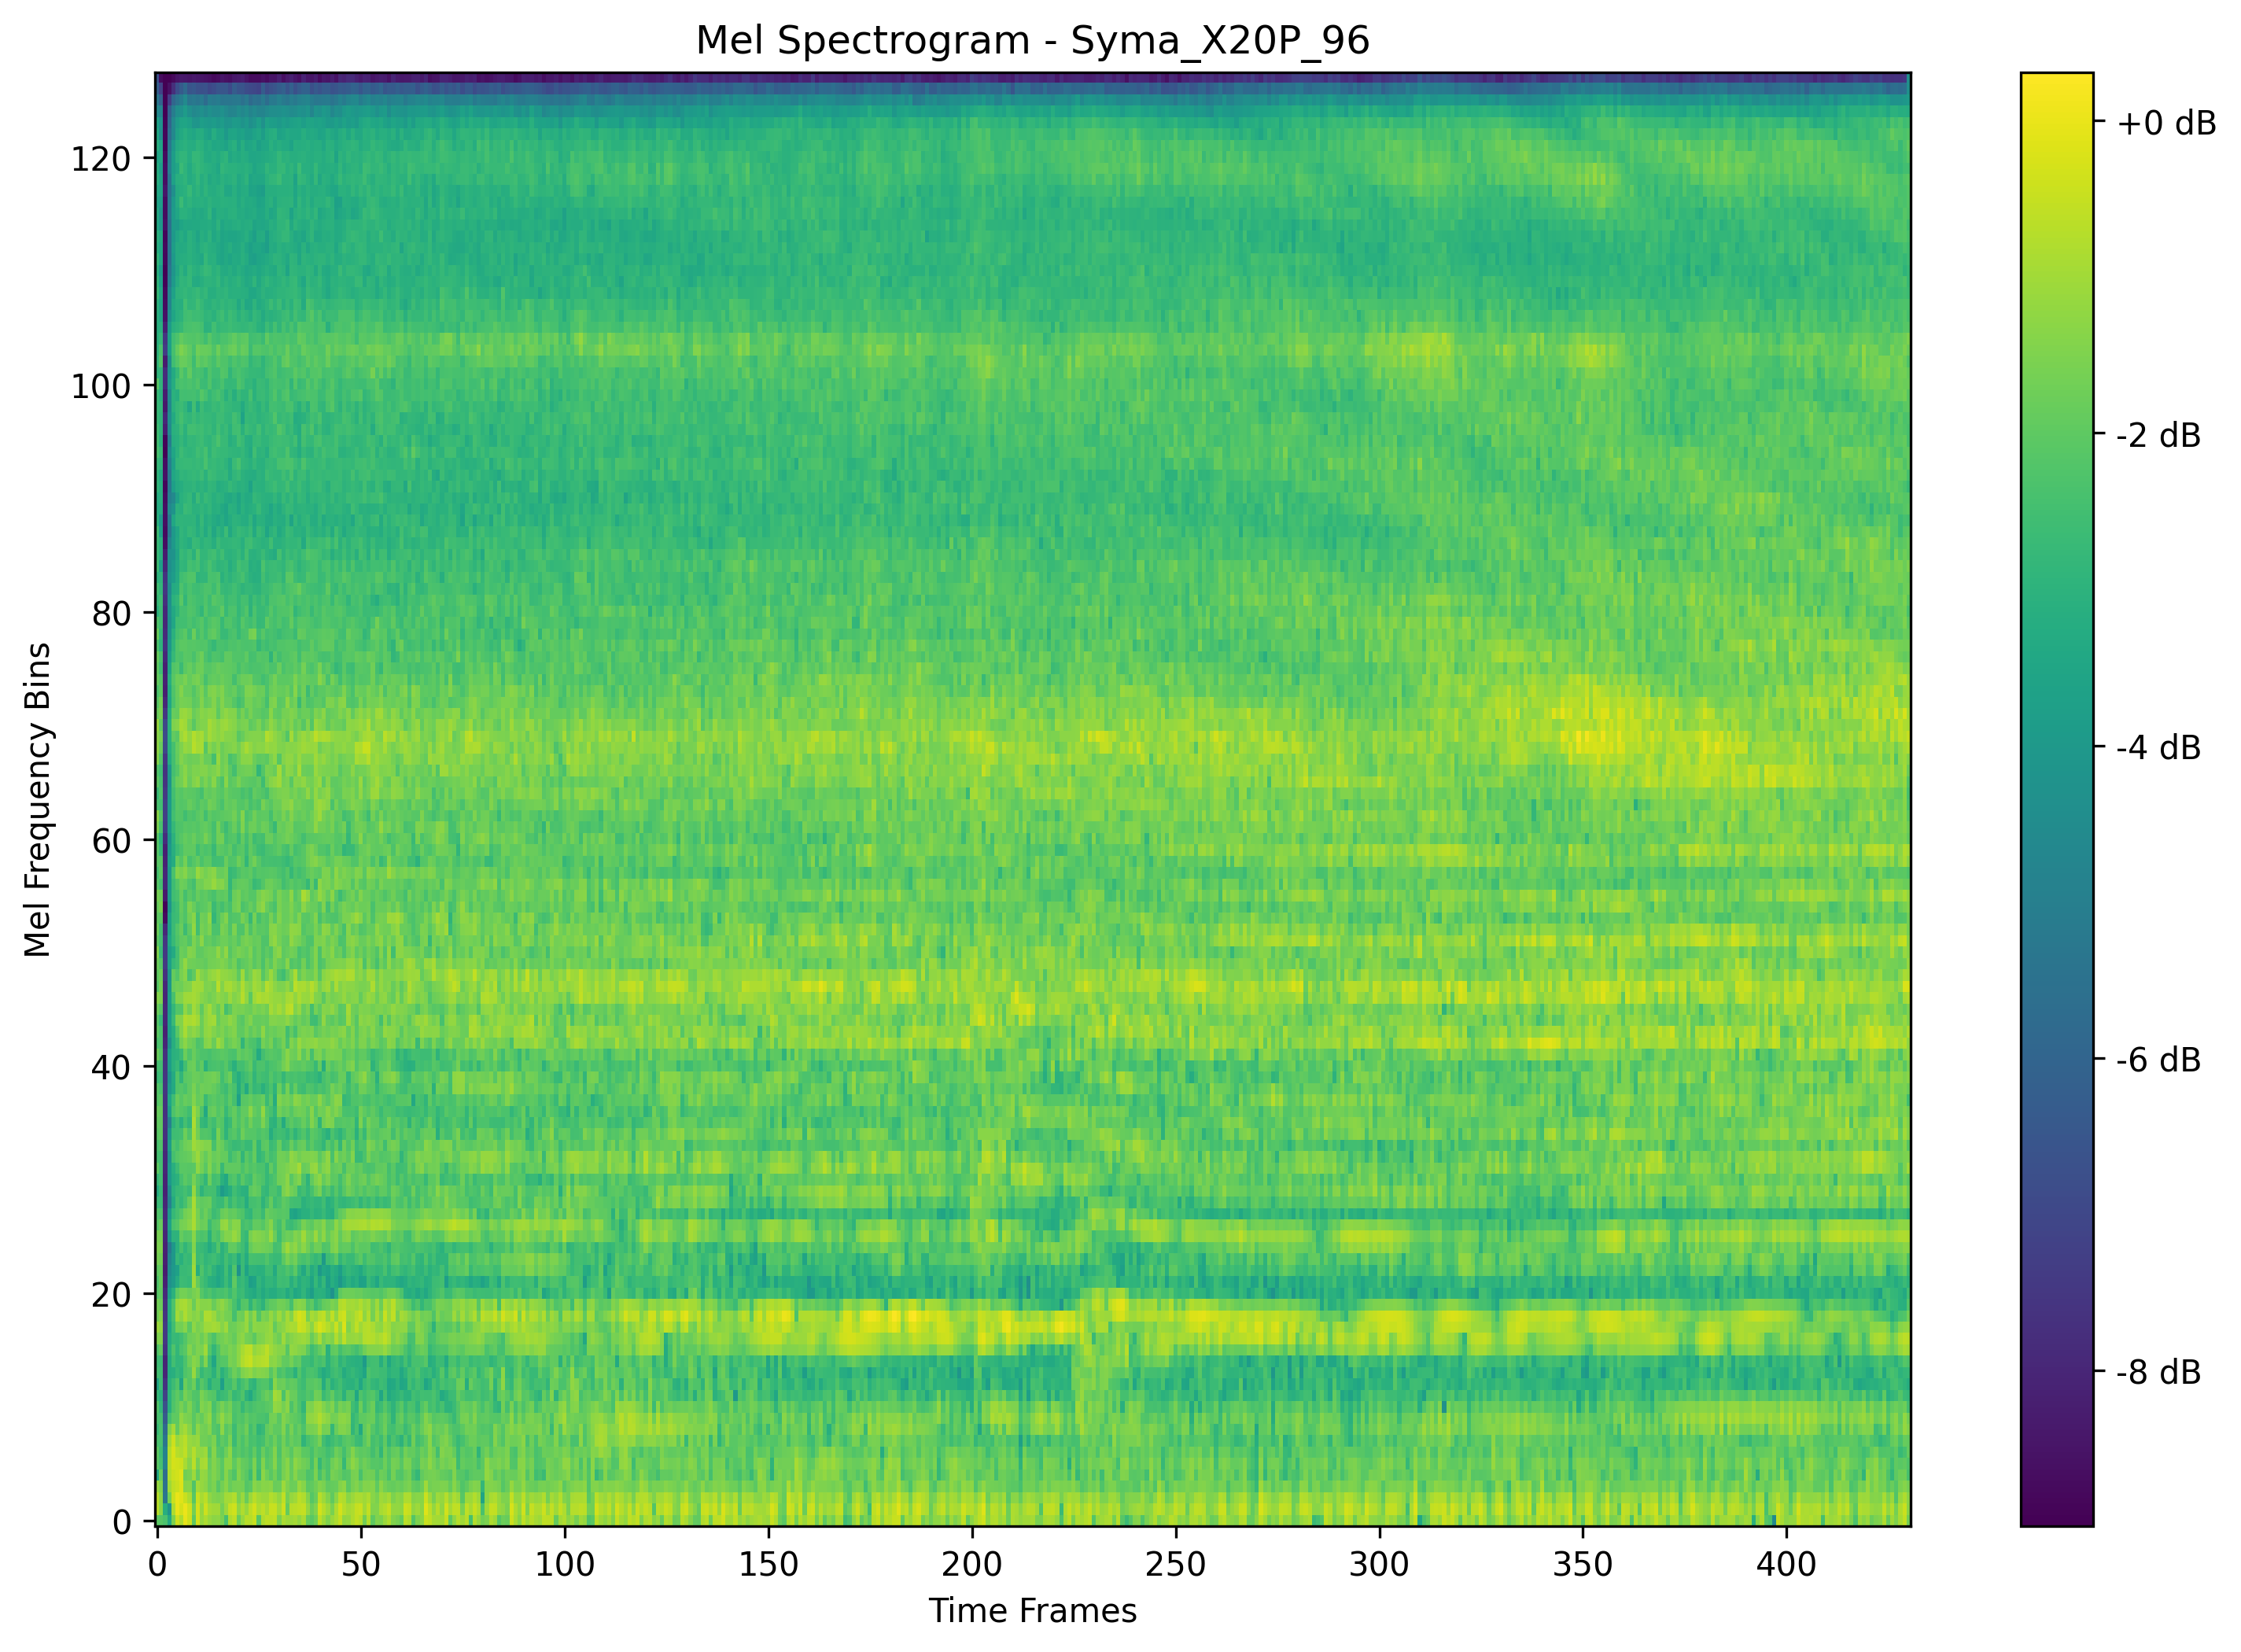 Mel Spectrogram - Syma_X20P_96
Mel Frequency Bins
120
100
80
60
40
20
0
0 50 100 150 200 250 300 350 400
Time Frames
+0 dB
-2 dB
-4 dB
-6 dB
-8 dB